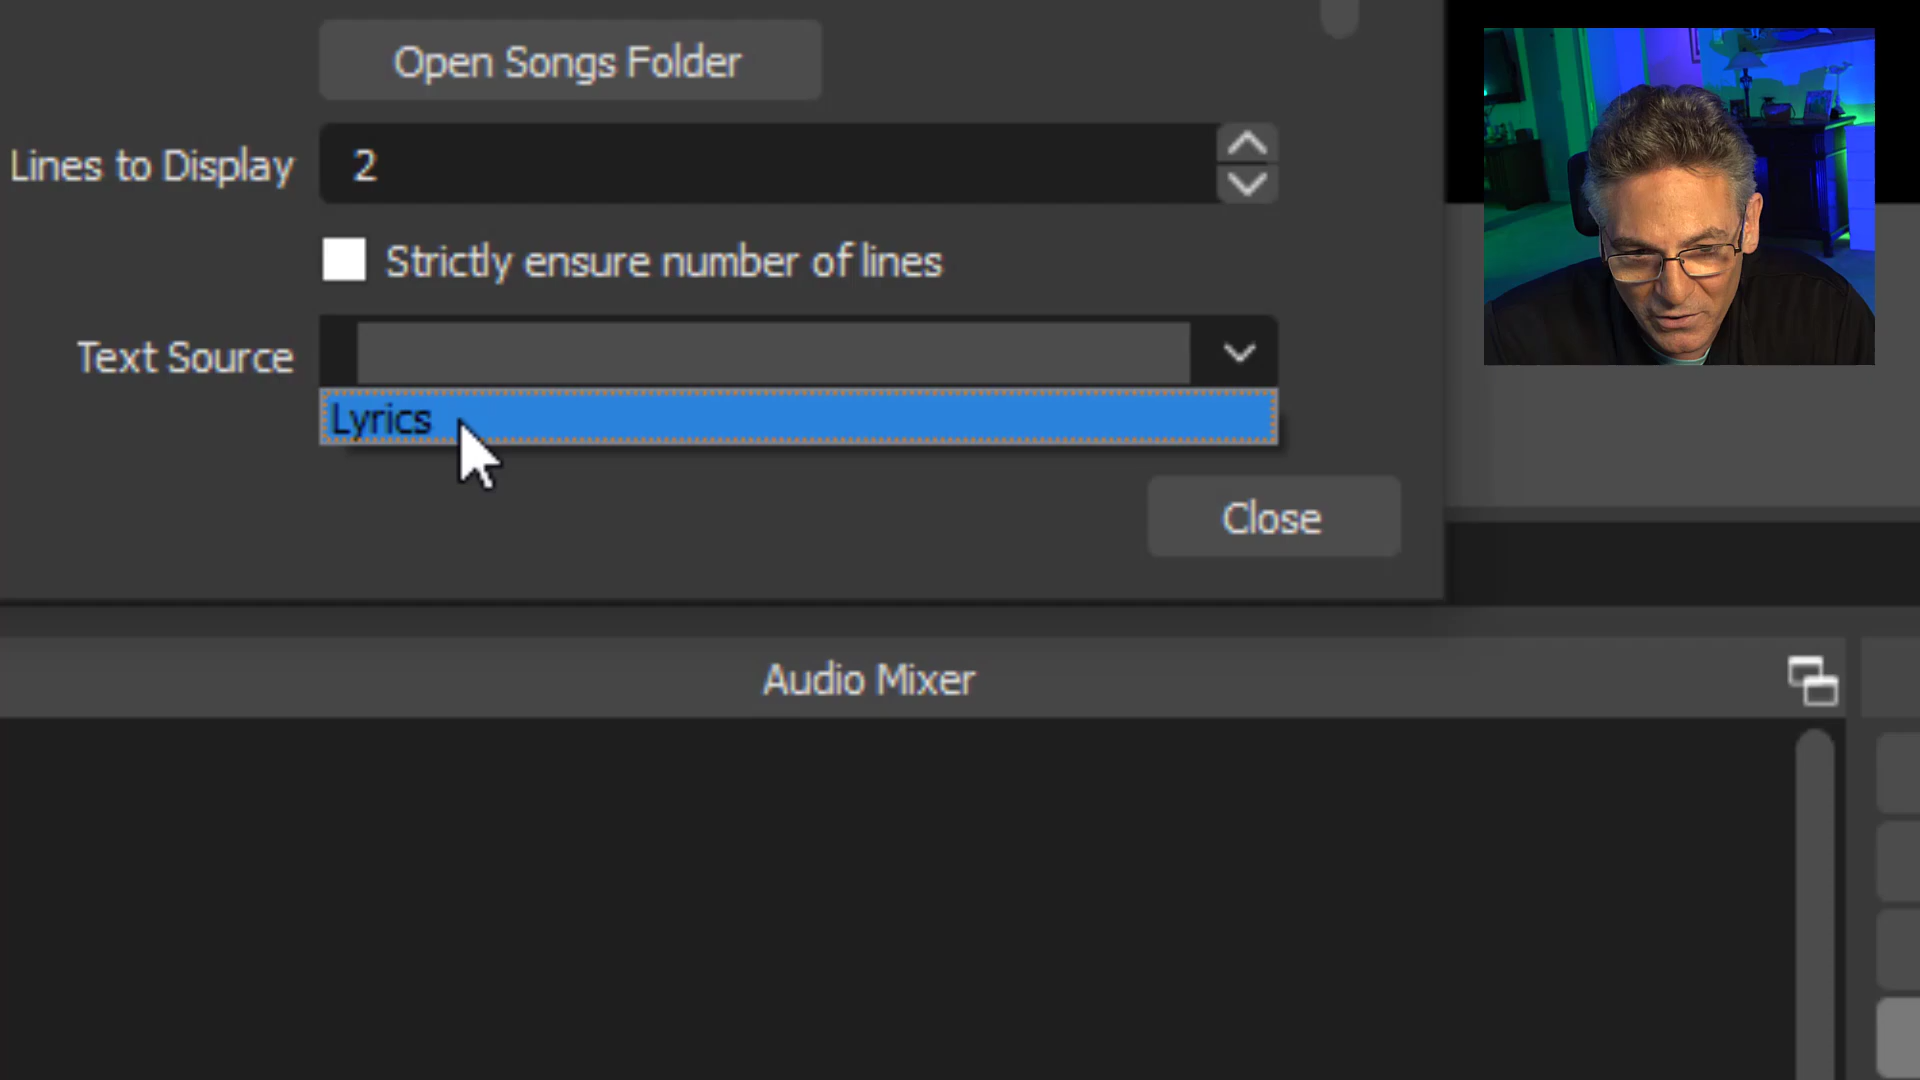 Open Songs Folder
Lines to Display
2
Strictly ensure number of lines
Text Source
Lyrics
Close
Audio Mixer